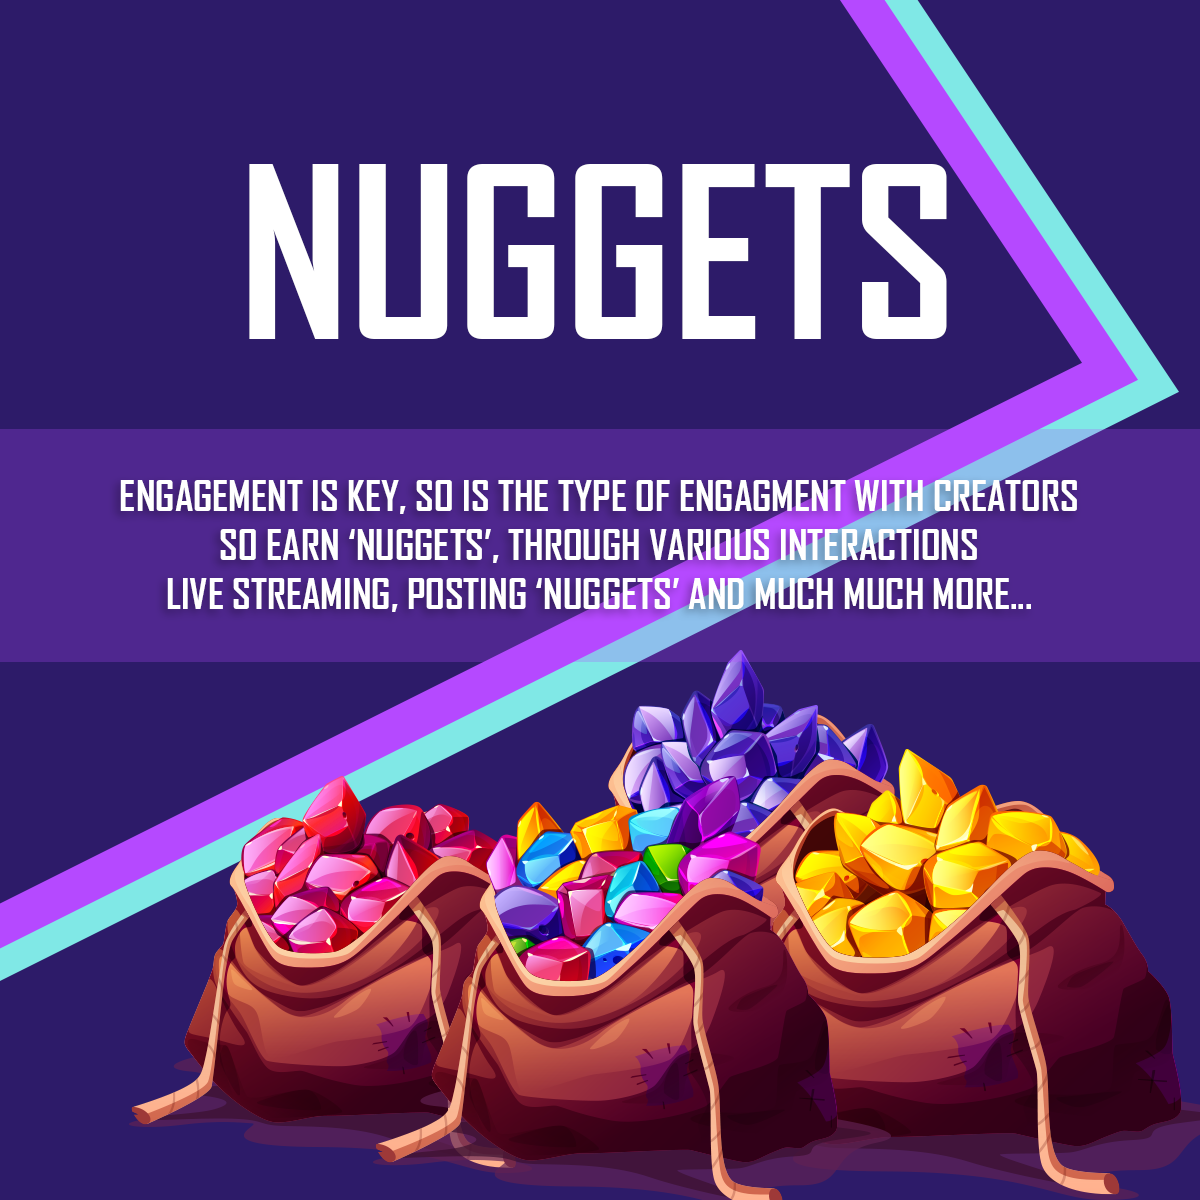 NUGGETS
ENGAGEMENT IS KEY, SO IS THE TYPE OF ENGAGMENT WITH CREATORS
SO EARN ‘NUGGETS’, THROUGH VARIOUS INTERACTIONS
LIVE STREAMING, POSTING ‘NUGGETS’ AND MUCH MUCH MORE...